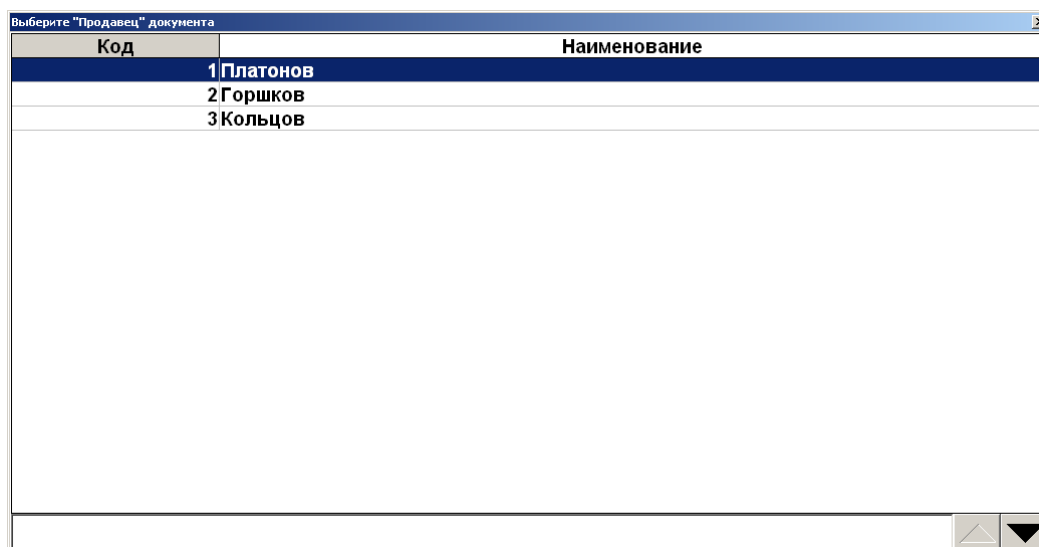 Выберите "Продавец" документа
Код Наименование
1 Платонов
2 Горшков
3 Кольцов